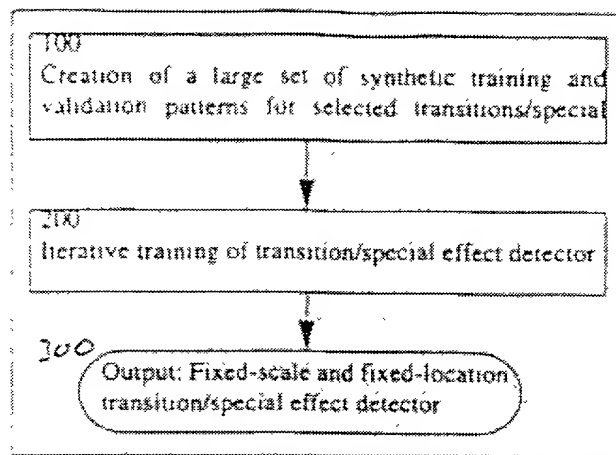 100
Creation of a large set of synthetic training and
validation patterns for selected transitions/special
200
Iterative training of transition/special effect detector
300
Output: Fixed-scale and fixed-location
transition/special effect detector